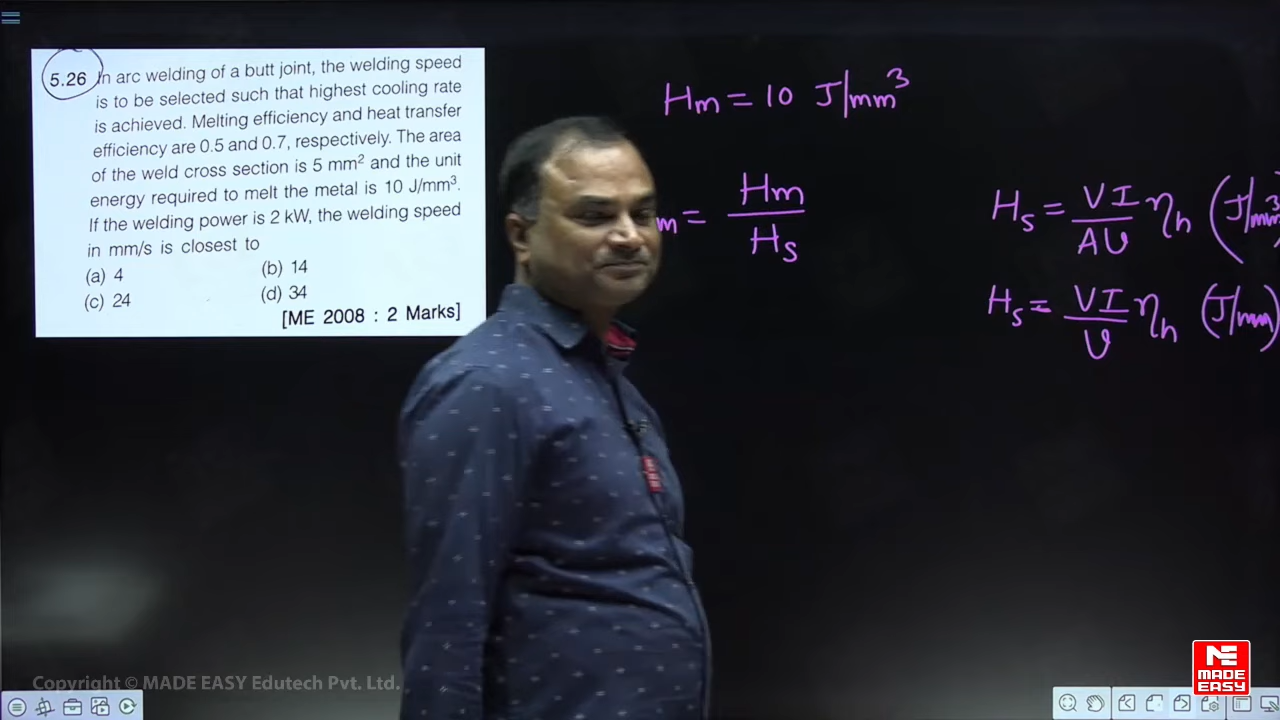 5.26 In arc welding of a butt joint, the welding speed
is to be selected such that highest cooling rate
is achieved. Melting efficiency and heat transfer
efficiency are 0.5 and 0.7, respectively. The area
of the weld cross section is 5 mm² and the unit
energy required to melt the metal is 10 J/mm³.
If the welding power is 2 kW, the welding speed
in mm/s is closest to
(a) 4 (b) 14
(c) 24 (d) 34
[ME 2008 : 2 Marks]
Hm = 10 J/mm³
m = Hm / Hs
Hs = VI / Aʋ ηh (J/mm³
Hs = VI / ʋ ηh (J/mm)
Copyright © MADE EASY Edutech Pvt. Ltd.
MADE
EASY